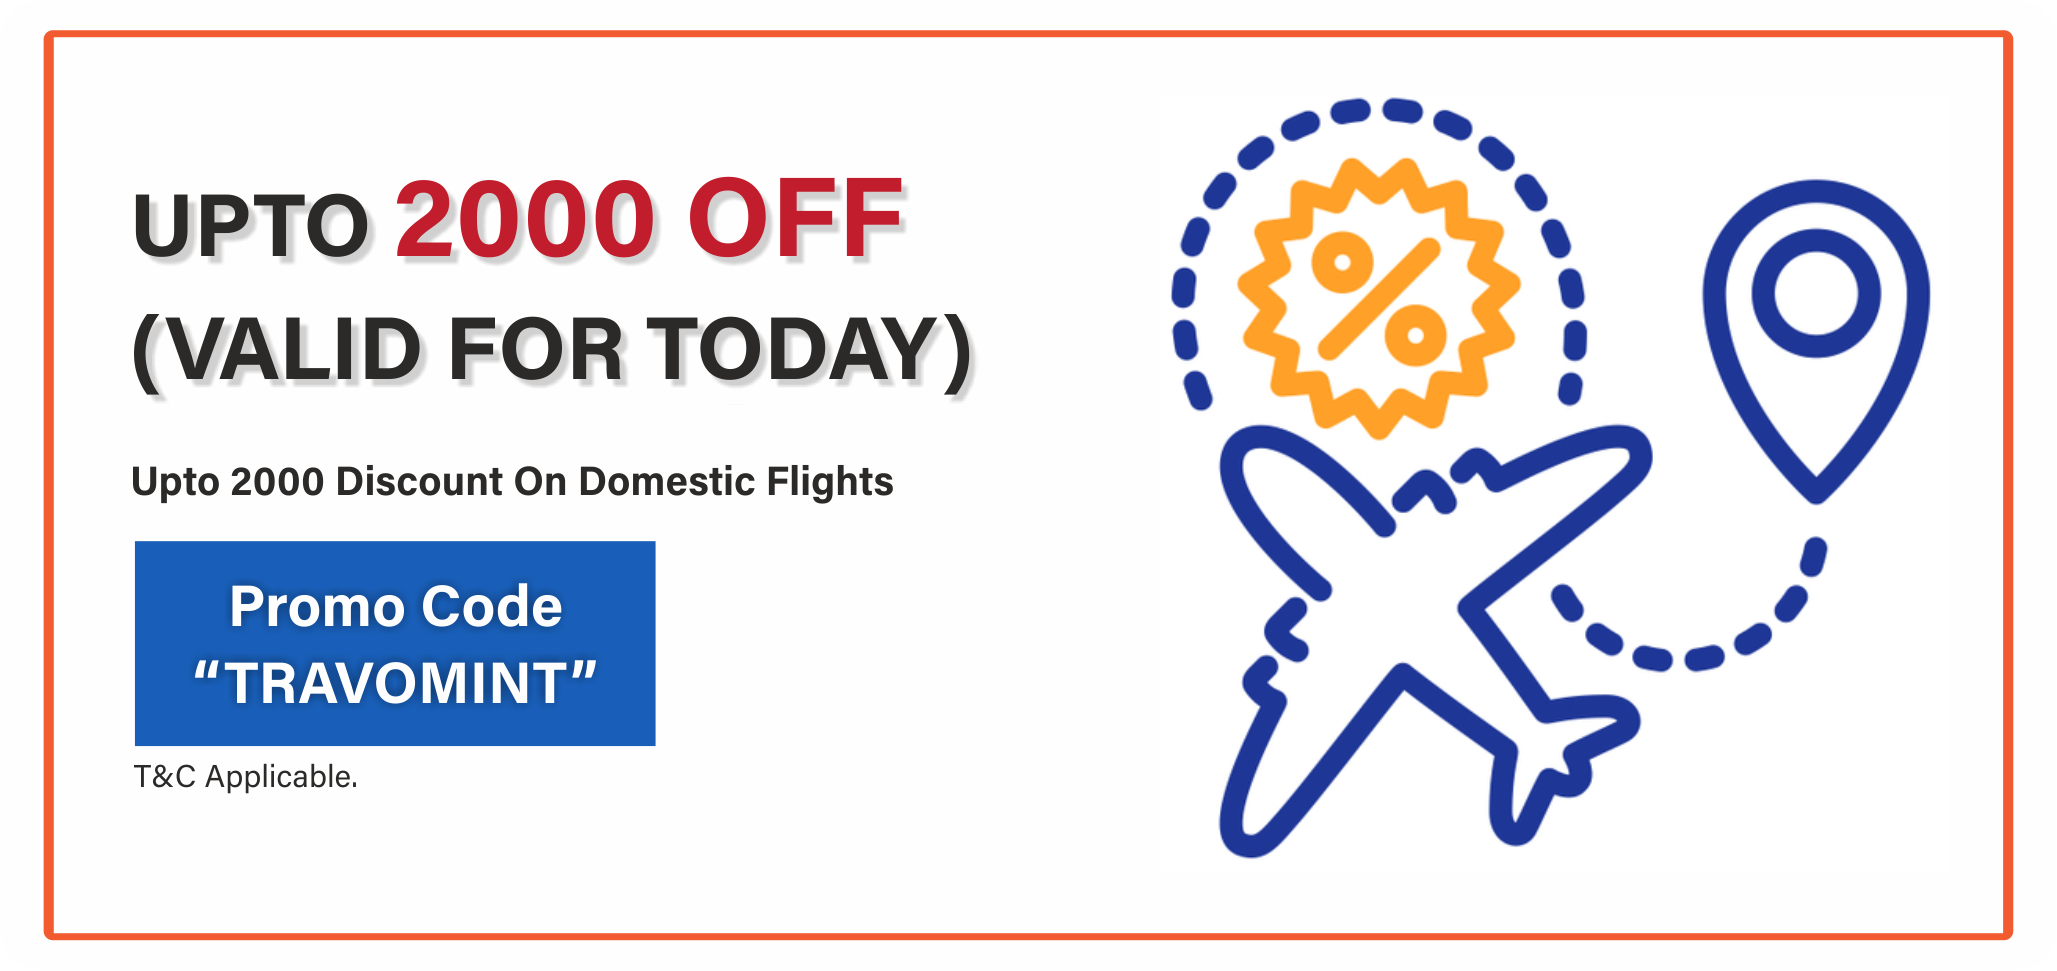 UPTO 2000 OFF
(VALID FOR TODAY)
Upto 2000 Discount On Domestic Flights
Promo Code
“TRAVOMINT”
T&C Applicable.